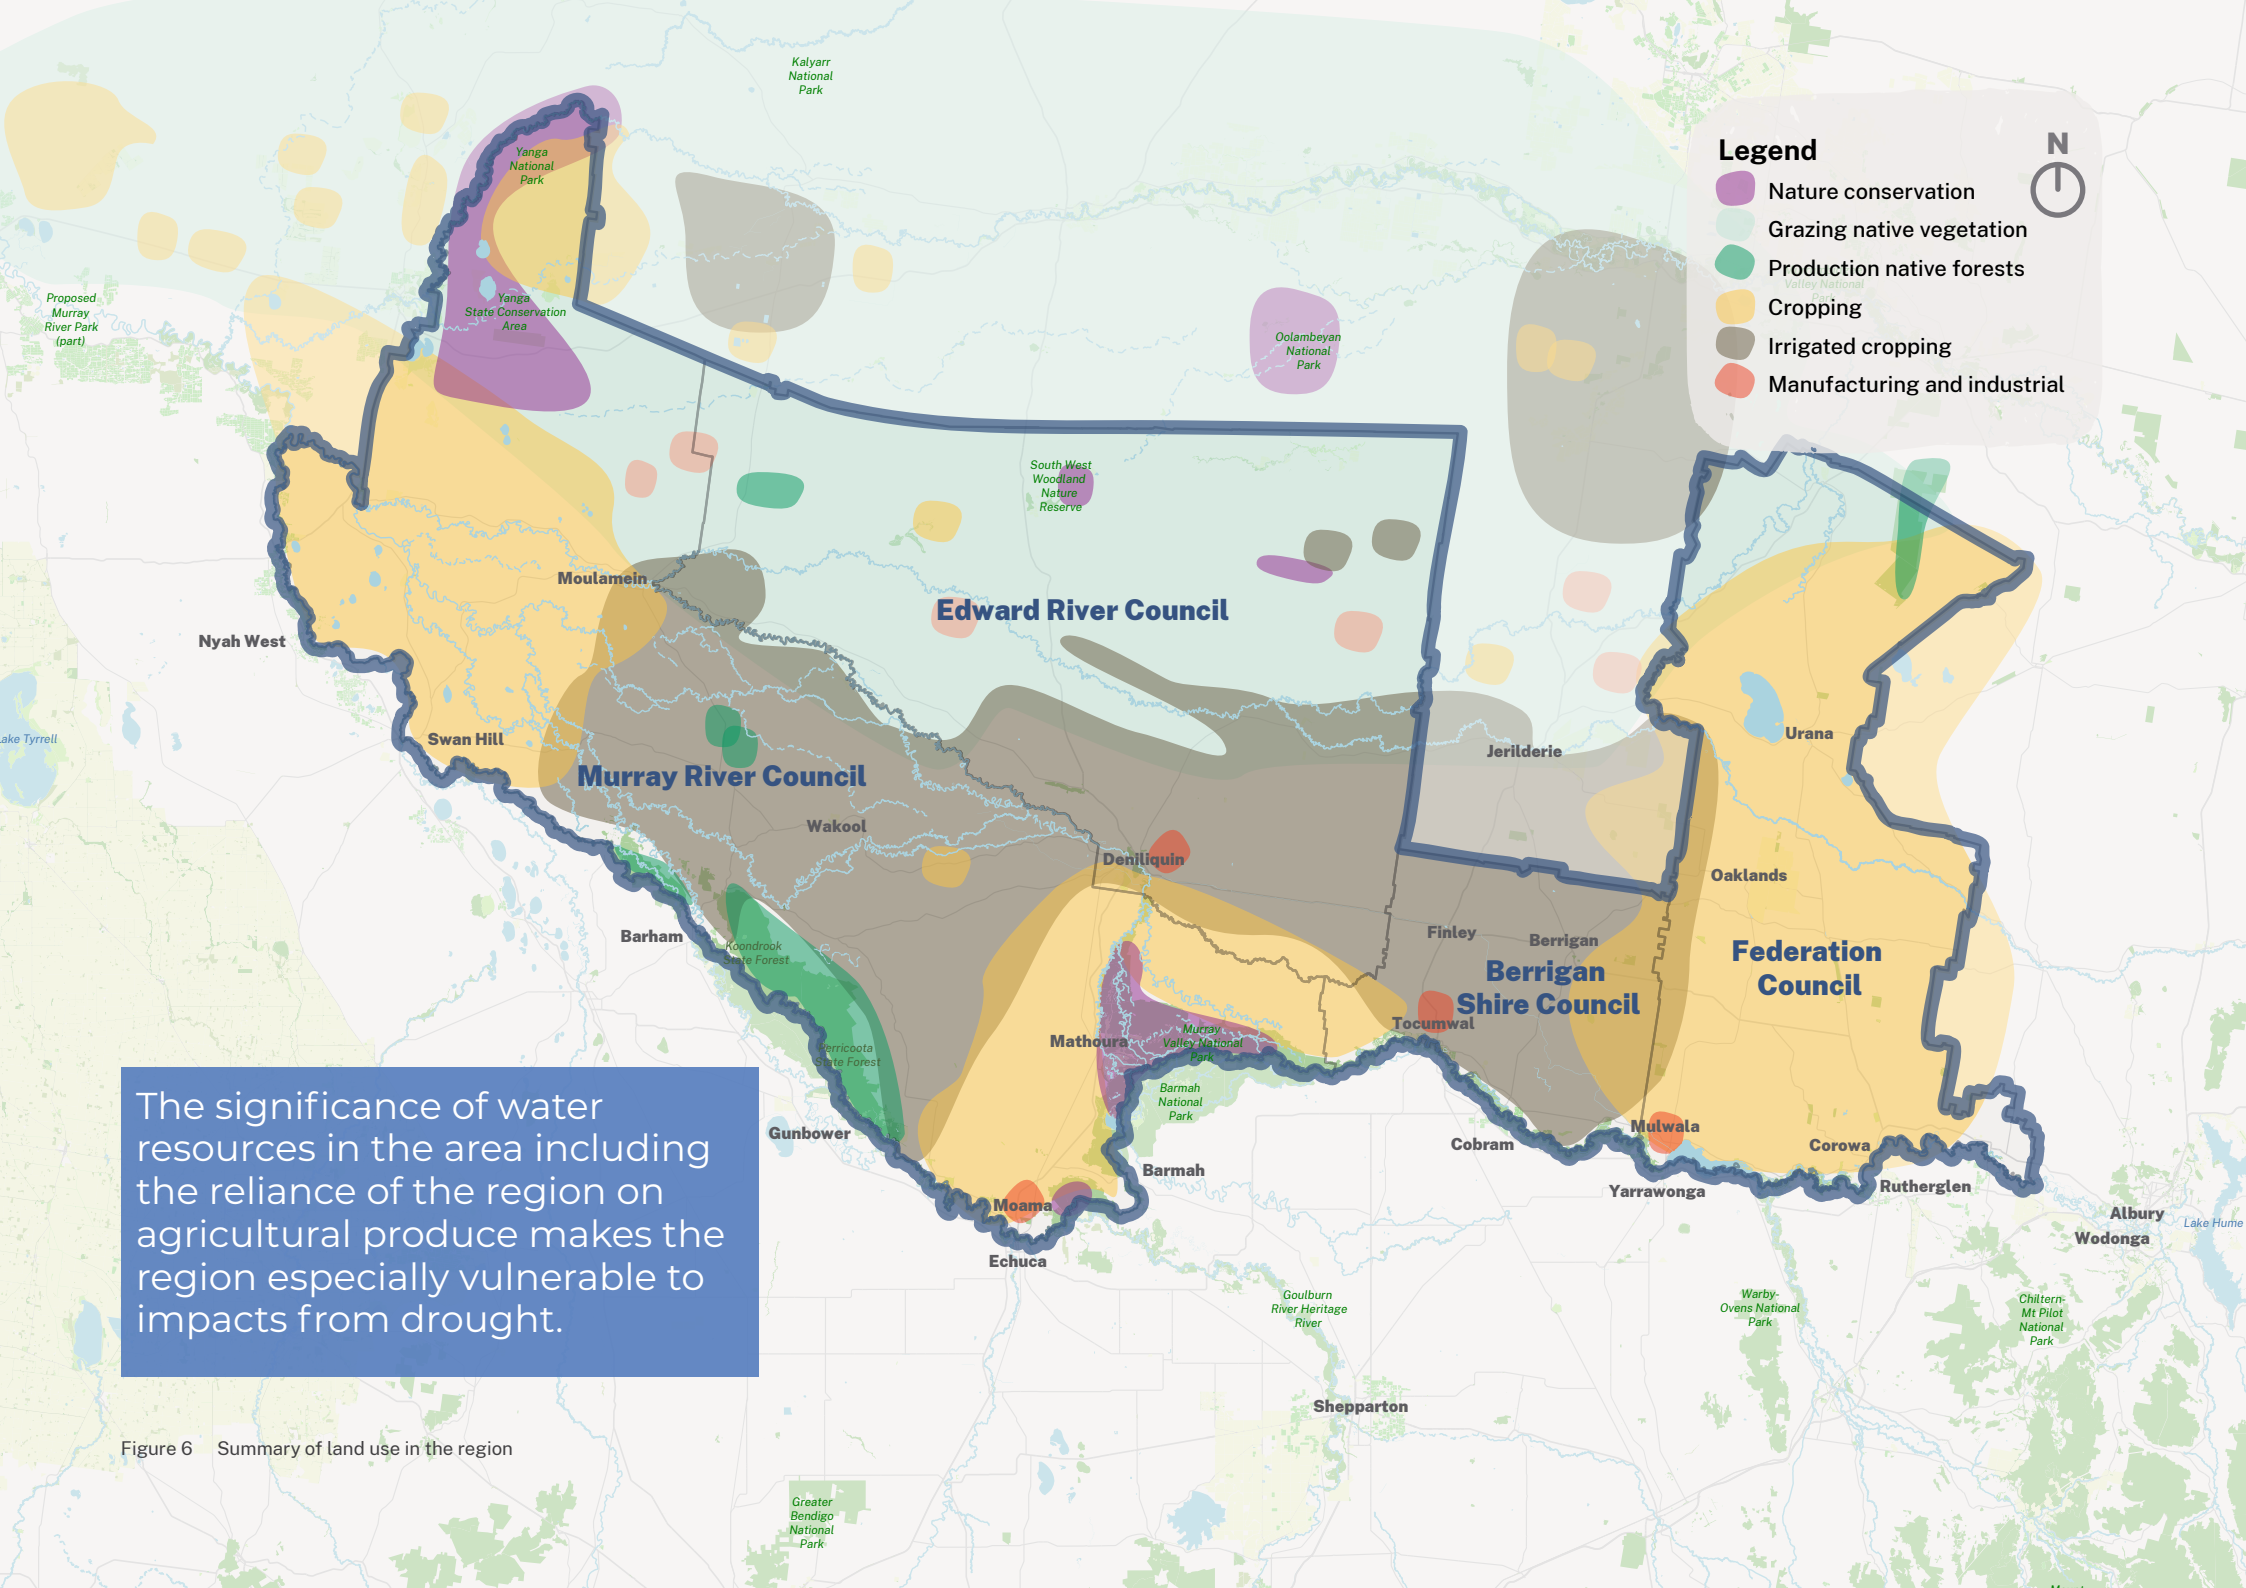 Kalyarr
National
Park
Legend
N
Nature conservation
Grazing native vegetation
Production native forests
Valley National
Park
Cropping
Irrigated cropping
Manufacturing and industrial
Yanga
National
Park
Yanga
State Conservation
Area
Proposed
Murray
River Park
(part)
Oolambeyan
National
Park
South West
Woodland
Nature
Reserve
Moulamein
Edward River Council
Nyah West
Lake Tyrrell
Swan Hill
Murray River Council
Jerilderie
Urana
Wakool
Deniliquin
Oaklands
Barham
Koondrook
State Forest
Finley
Berrigan
Berrigan
Shire Council
Federation
Council
Tocumwal
Mathoura
Murray
Valley National
Park
Perricoota
State Forest
Barmah
National
Park
Gunbower
Cobram
Mulwala
Corowa
Barmah
Yarrawonga
Rutherglen
Moama
Echuca
Albury
Wodonga
Lake Hume
The significance of water
resources in the area including
the reliance of the region on
agricultural produce makes the
region especially vulnerable to
impacts from drought.
Goulburn
River Heritage
River
Warby-
Ovens National
Park
Chiltern-
Mt Pilot
National
Park
Shepparton
Figure 6 Summary of land use in the region
Greater
Bendigo
National
Park